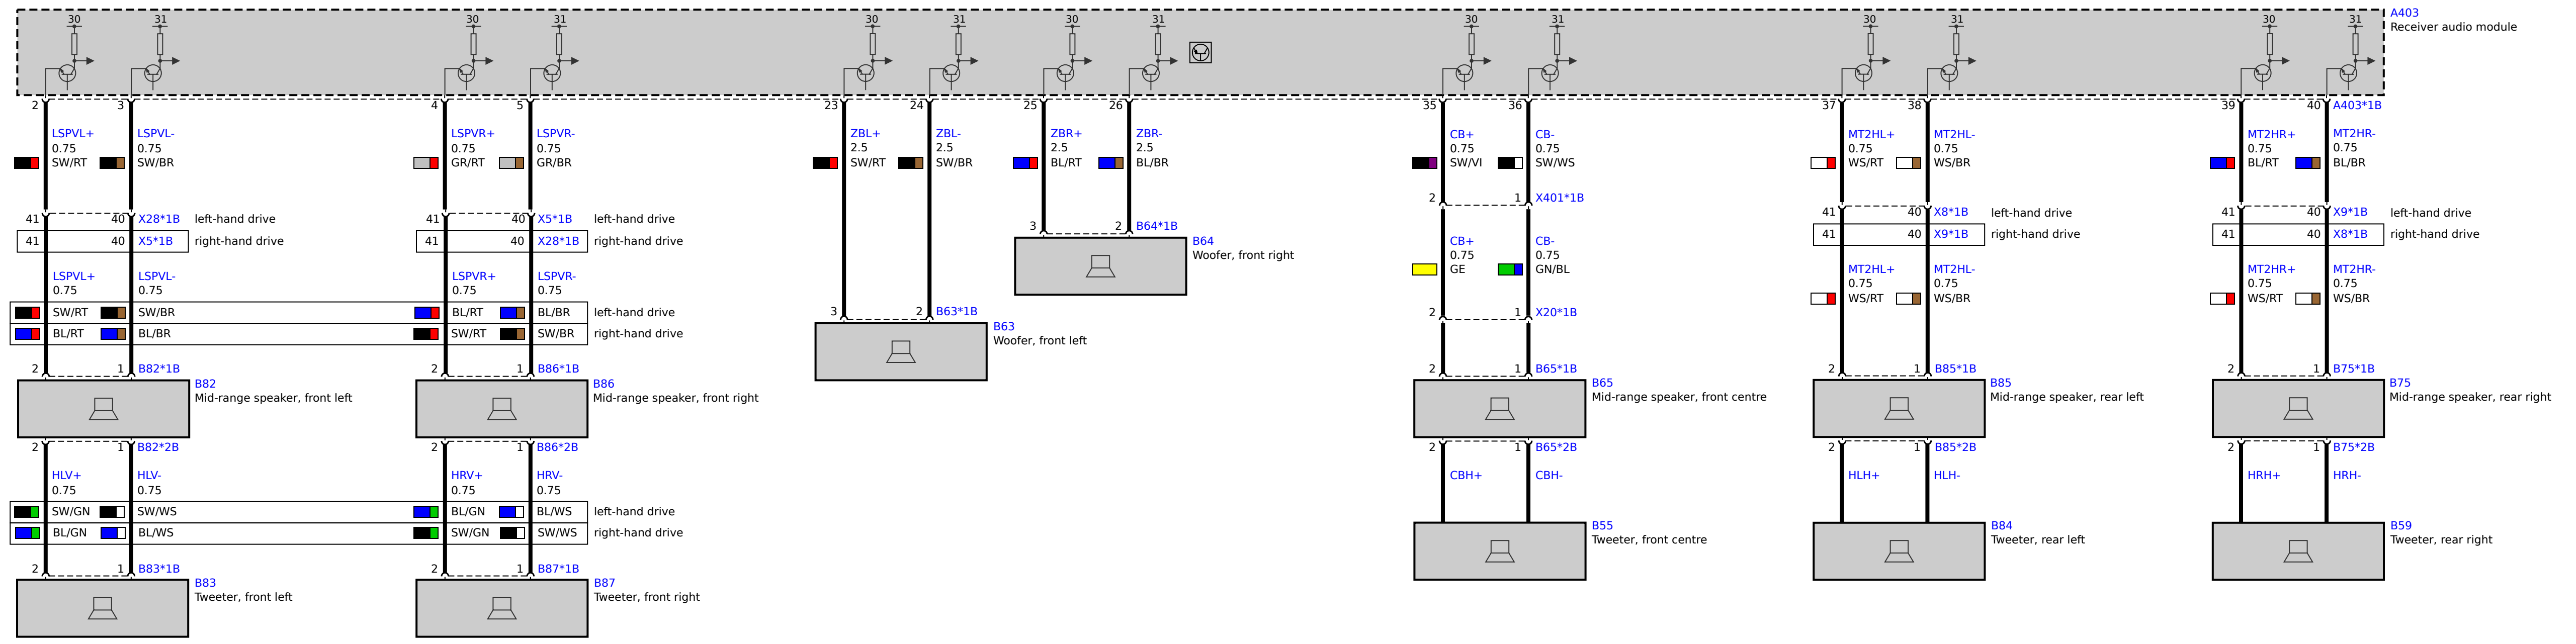 30 31 30 31 30 31 30 31 30 31 30 31 30 31 A403
Receiver audio module
2 3 4 5 23 24 25 26 35 36 37 38 39 40 A403*1B
LSPVL+ LSPVL- LSPVR+ LSPVR- ZBL+ ZBL- ZBR+ ZBR- CB+ CB- MT2HL+ MT2HL- MT2HR+ MT2HR-
0.75 0.75 0.75 0.75 2.5 2.5 2.5 2.5 0.75 0.75 0.75 0.75 0.75 0.75
SW/RT SW/BR GR/RT GR/BR SW/RT SW/BR BL/RT BL/BR SW/VI SW/WS WS/RT WS/BR BL/RT BL/BR
2 1 X401*1B
41 40 X28*1B left-hand drive 41 40 X5*1B left-hand drive 41 40 X8*1B left-hand drive 41 40 X9*1B left-hand drive
41 40 X5*1B right-hand drive 41 40 X28*1B right-hand drive 41 40 X9*1B right-hand drive 41 40 X8*1B right-hand drive
3 2 B64*1B
B64
Woofer, front right
CB+ CB-
0.75 0.75
GE GN/BL
LSPVL+ LSPVL- LSPVR+ LSPVR- MT2HL+ MT2HL- MT2HR+ MT2HR-
0.75 0.75 0.75 0.75 0.75 0.75 0.75 0.75
WS/RT WS/BR WS/RT WS/BR
SW/RT SW/BR BL/RT BL/BR left-hand drive
3 2 B63*1B 2 1 X20*1B
BL/RT BL/BR SW/RT SW/BR right-hand drive
B63
Woofer, front left
2 1 B82*1B 2 1 B86*1B 2 1 B65*1B 2 1 B85*1B 2 1 B75*1B
B82 B86 B65 B85 B75
Mid-range speaker, front left Mid-range speaker, front right Mid-range speaker, front centre Mid-range speaker, rear left Mid-range speaker, rear right
2 1 B82*2B 2 1 B86*2B 2 1 B65*2B 2 1 B85*2B 2 1 B75*2B
HLV+ HLV- HRV+ HRV- CBH+ CBH- HLH+ HLH- HRH+ HRH-
0.75 0.75 0.75 0.75
SW/GN SW/WS BL/GN BL/WS left-hand drive
BL/GN BL/WS SW/GN SW/WS right-hand drive
B55 B84 B59
Tweeter, front centre Tweeter, rear left Tweeter, rear right
2 1 B83*1B 2 1 B87*1B
B83 B87
Tweeter, front left Tweeter, front right